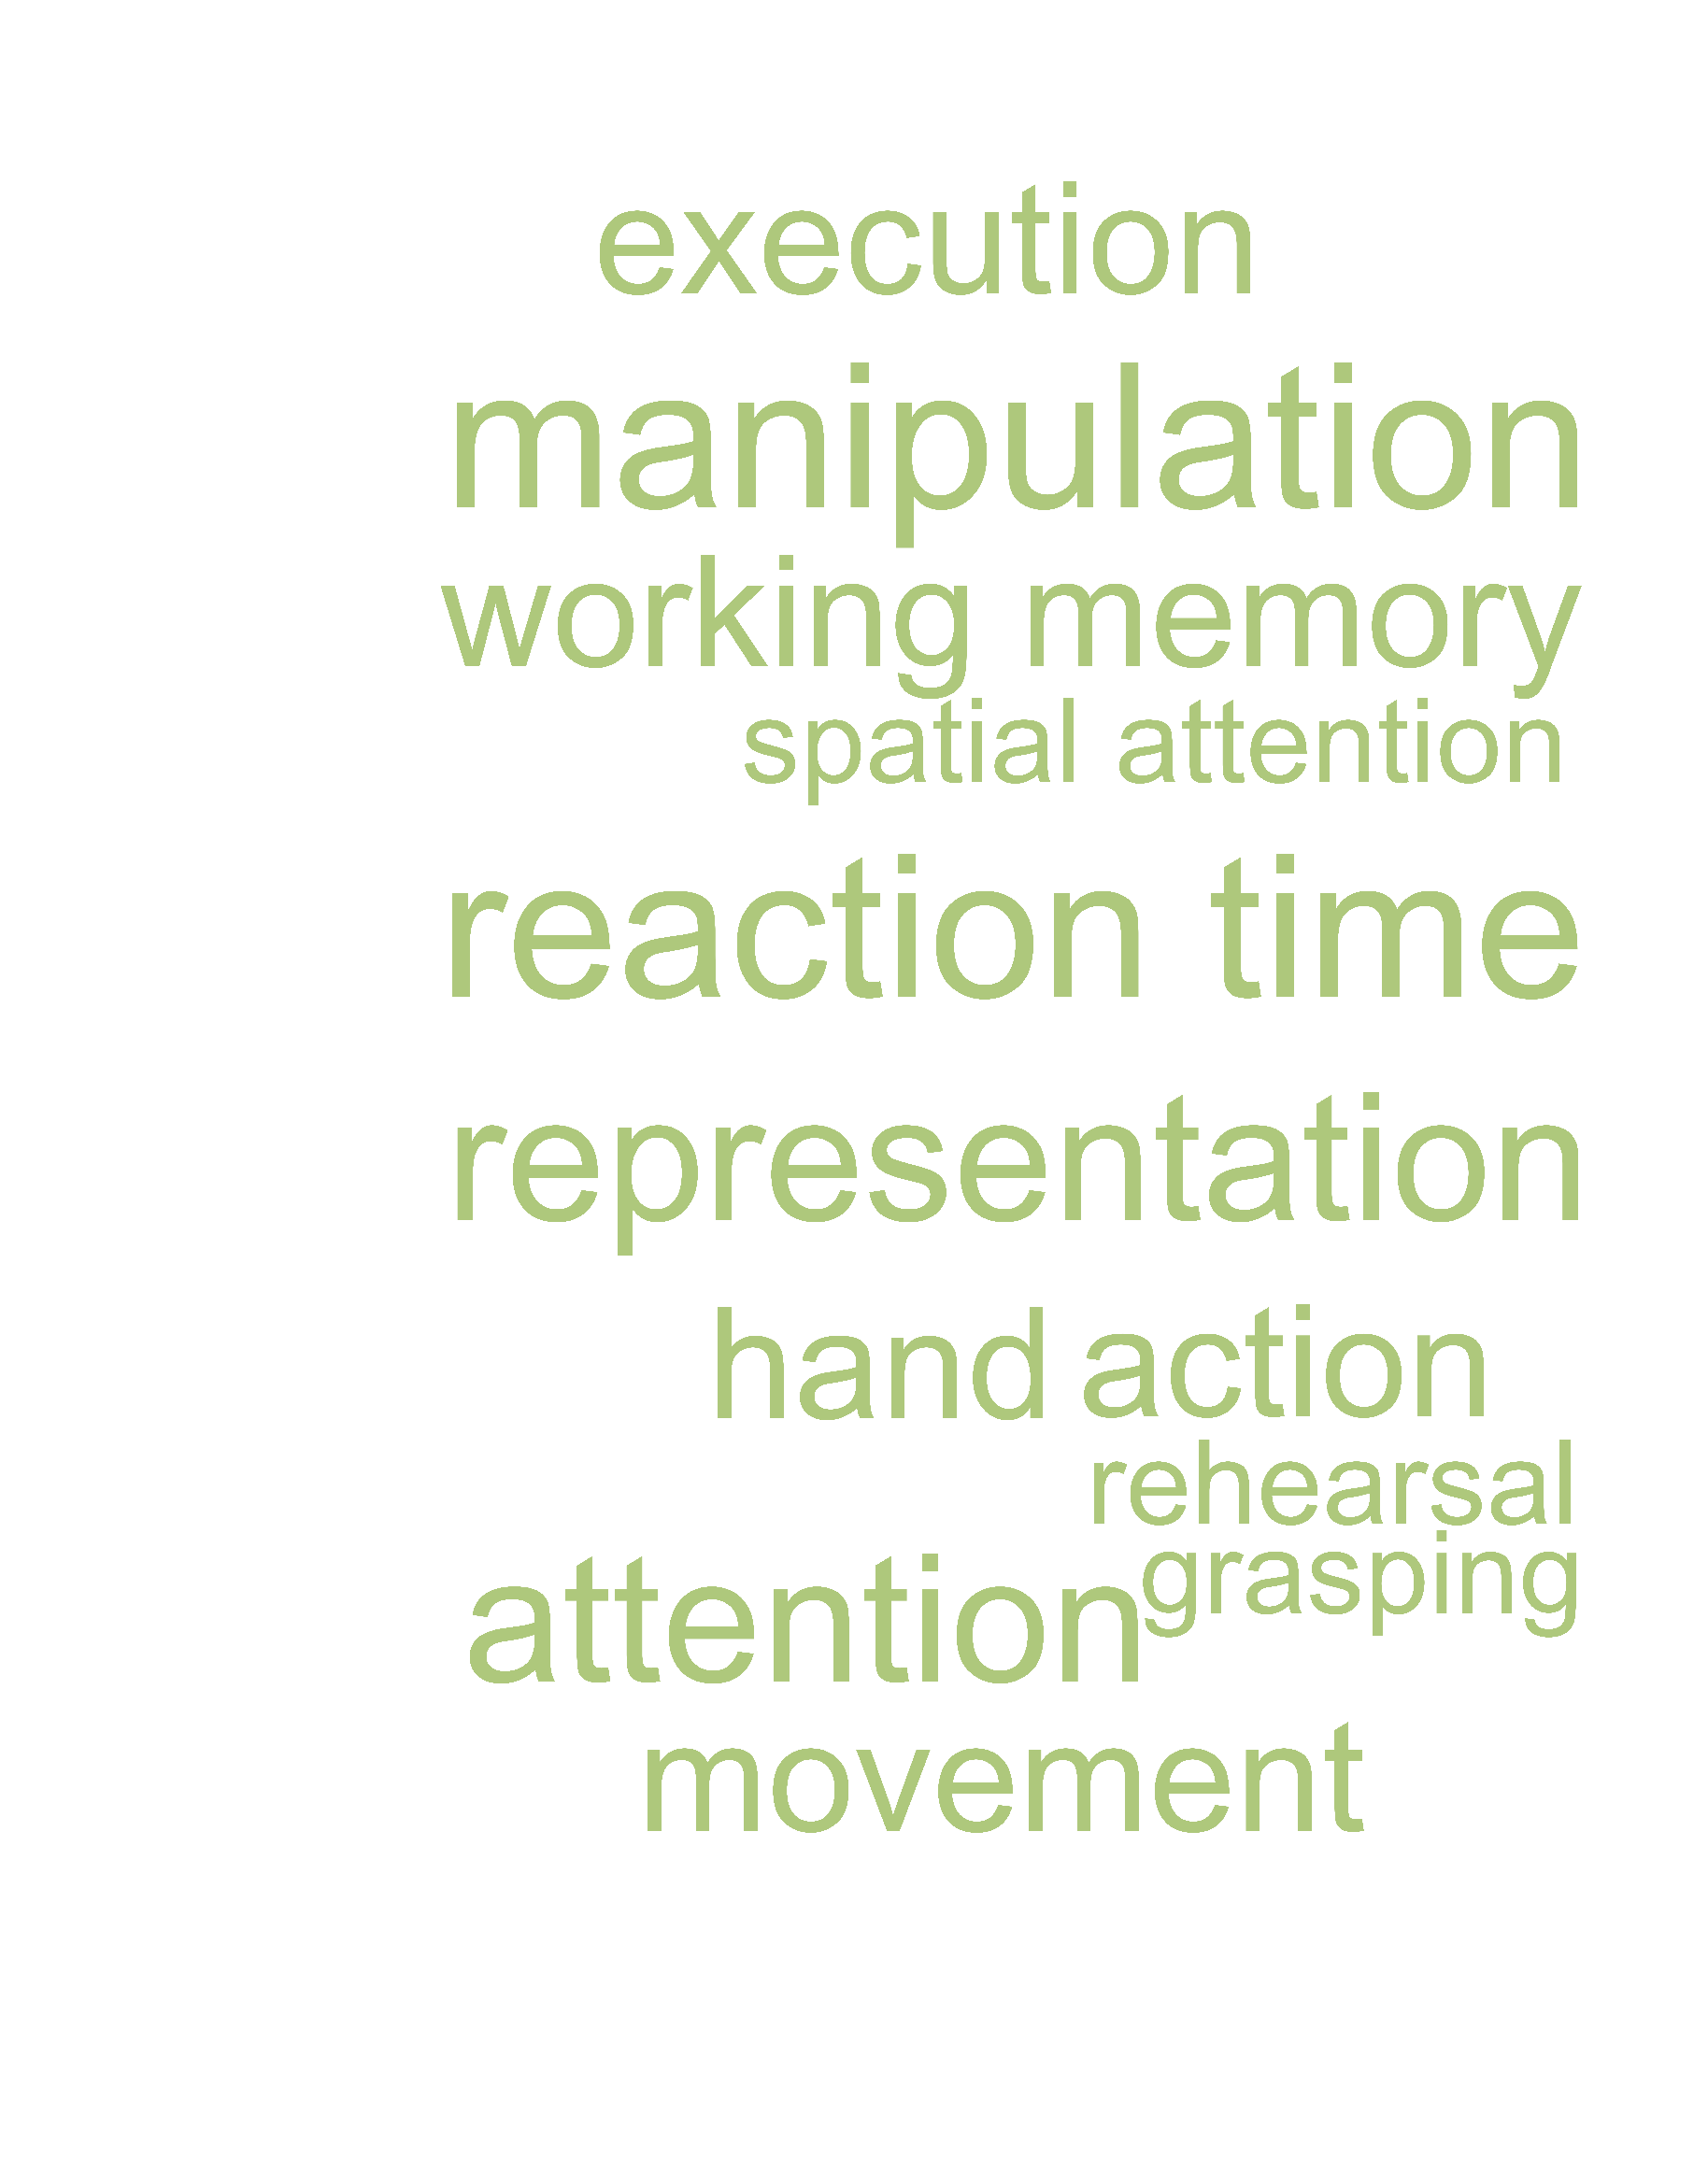 execution
manipulation
working memory
spatial attention
reaction time
representation
hand action
rehearsal
grasping
attention
movement